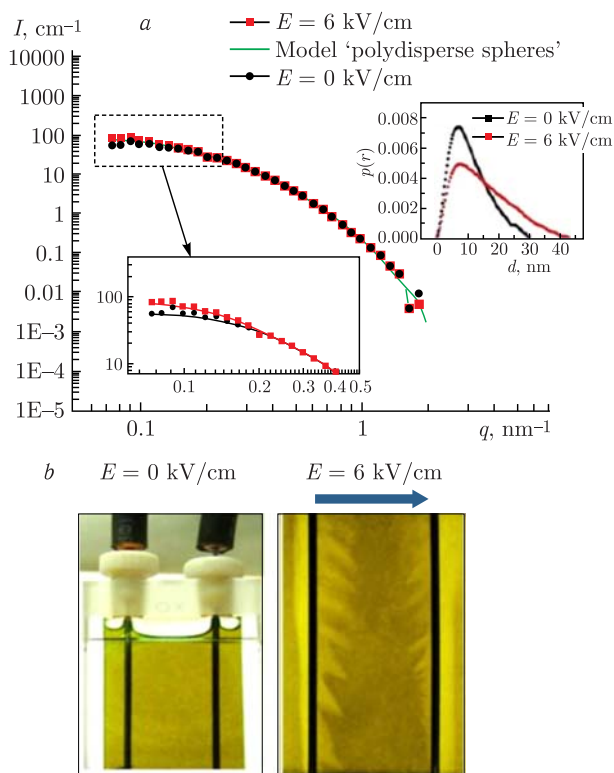 I, cm⁻¹
a
E = 6 kV/cm
Model ‘polydisperse spheres’
E = 0 kV/cm
10000
1000
100
10
1
0.1
0.01
1E–3
1E–4
1E–5
0.1
1
q, nm⁻¹
0.008
0.006
0.004
0.002
0.000
p(r)
E = 0 kV/cm
E = 6 kV/cm
0
10
20
30
40
d, nm
100
10
0.1
0.2
0.3
0.4
0.5
b
E = 0 kV/cm
E = 6 kV/cm